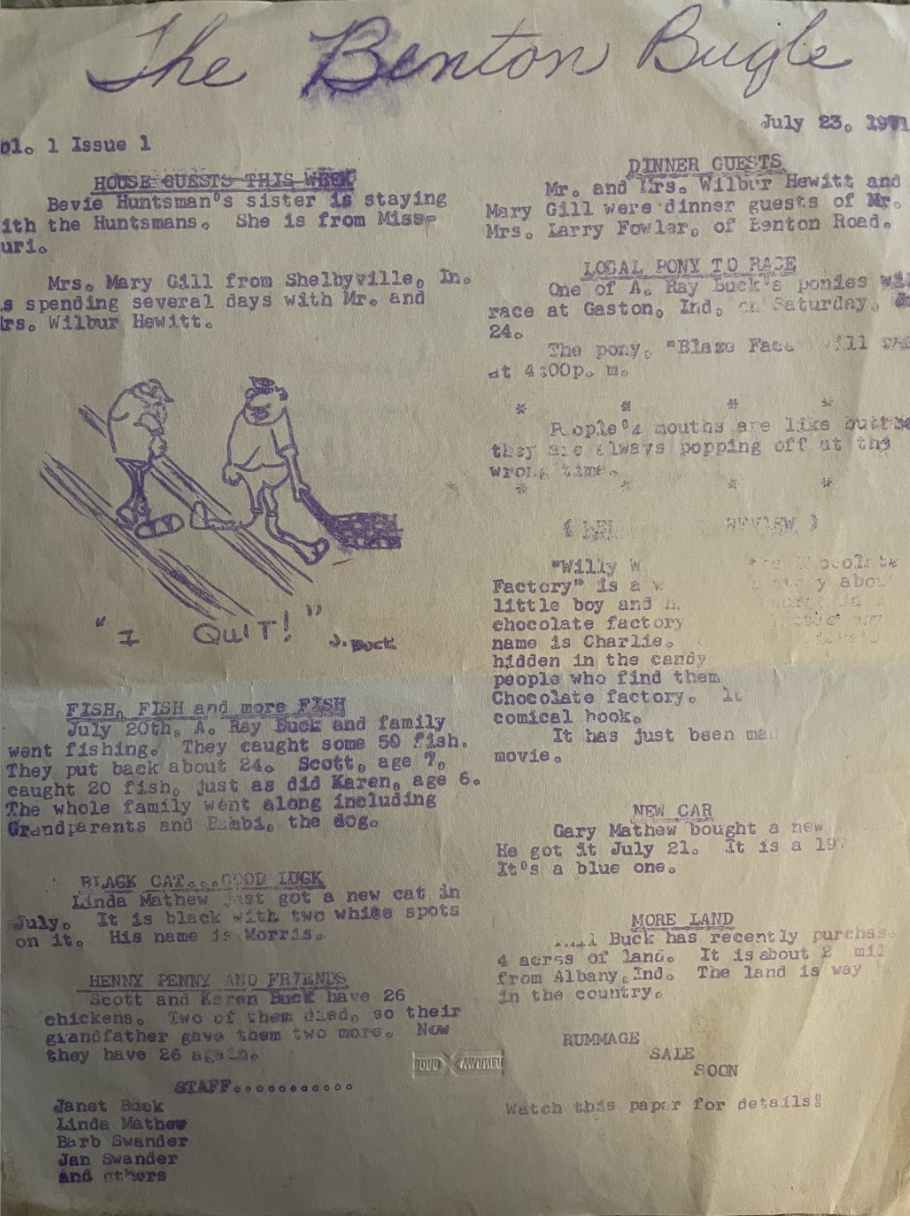 The Benton Bugle
July 23, 1971
ol. 1 Issue 1
HOUSE GUESTS THIS WEEK
Bevie Huntsman's sister is staying
ith the Huntsmans. She is from Miss-
uri.
Mrs. Mary Gill from Shelbyville, In.
s spending several days with Mr. and
rs. Wilbur Hewitt.
"I QUIT!"
J. Buck
FISH, FISH and more FISH
July 20th, A. Ray Buck and family
went fishing. They caught some 50 fish.
They put back about 24. Scott, age 7,
caught 20 fish, just as did Karen, age 6.
The whole family went along including
Grandparents and the dog.
BLACK CAT...GOOD LUCK
Linda Mathew just got a new cat in
July. It is black with two white spots
on it. His name is Morris.
HENNY PENNY AND FRIENDS
Scott and Karen Buck have 26
chickens. Two of them died, so their
grandfather gave them two more. Now
they have 26 again.
STAFF...........
Janet Buck
Linda Mathew
Barb Swander
Jan Swander
and others
DINNER GUESTS
Mr. and Mrs. Wilbur Hewitt and
Mary Gill were dinner guests of Mr.
Mrs. Larry Fowler, of Benton Road.
LOCAL PONY TO RACE
One of A. Ray Buck's ponies wil
race at Gaston, Ind. on Saturday,
24.
The pony, "Blaze Face will
at 4:00p. m.
* * * *
People's mouths are like
they are always popping off at the
wrong time.
* * * *
( REVIEW )
"Willy W Chocolate
Factory" is a abou
little boy and
chocolate factory
name is Charlie.
hidden in the candy
people who find them
Chocolate factory.
comical book.
It has just been
movie.
NEW CAR
Gary Mathew bought a new
He got it July 21. It is a 19
It's a blue one.
MORE LAND
Buck has recently purchase
4 acres of land. It is about 2 mil
from Albany, Ind. The land is way
in the country.
RUMMAGE
SALE
SOON
Watch this paper for details!